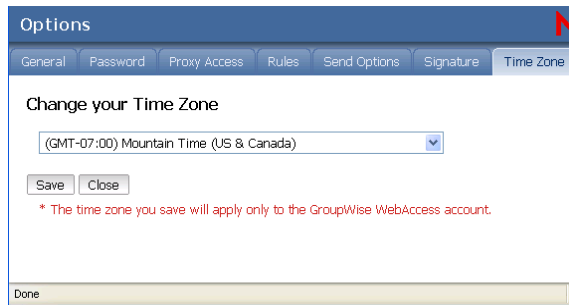 Options
N
General Password Proxy Access Rules Send Options Signature Time Zone
Change your Time Zone
(GMT-07:00) Mountain Time (US & Canada)
Save Close
* The time zone you save will apply only to the GroupWise WebAccess account.
Done